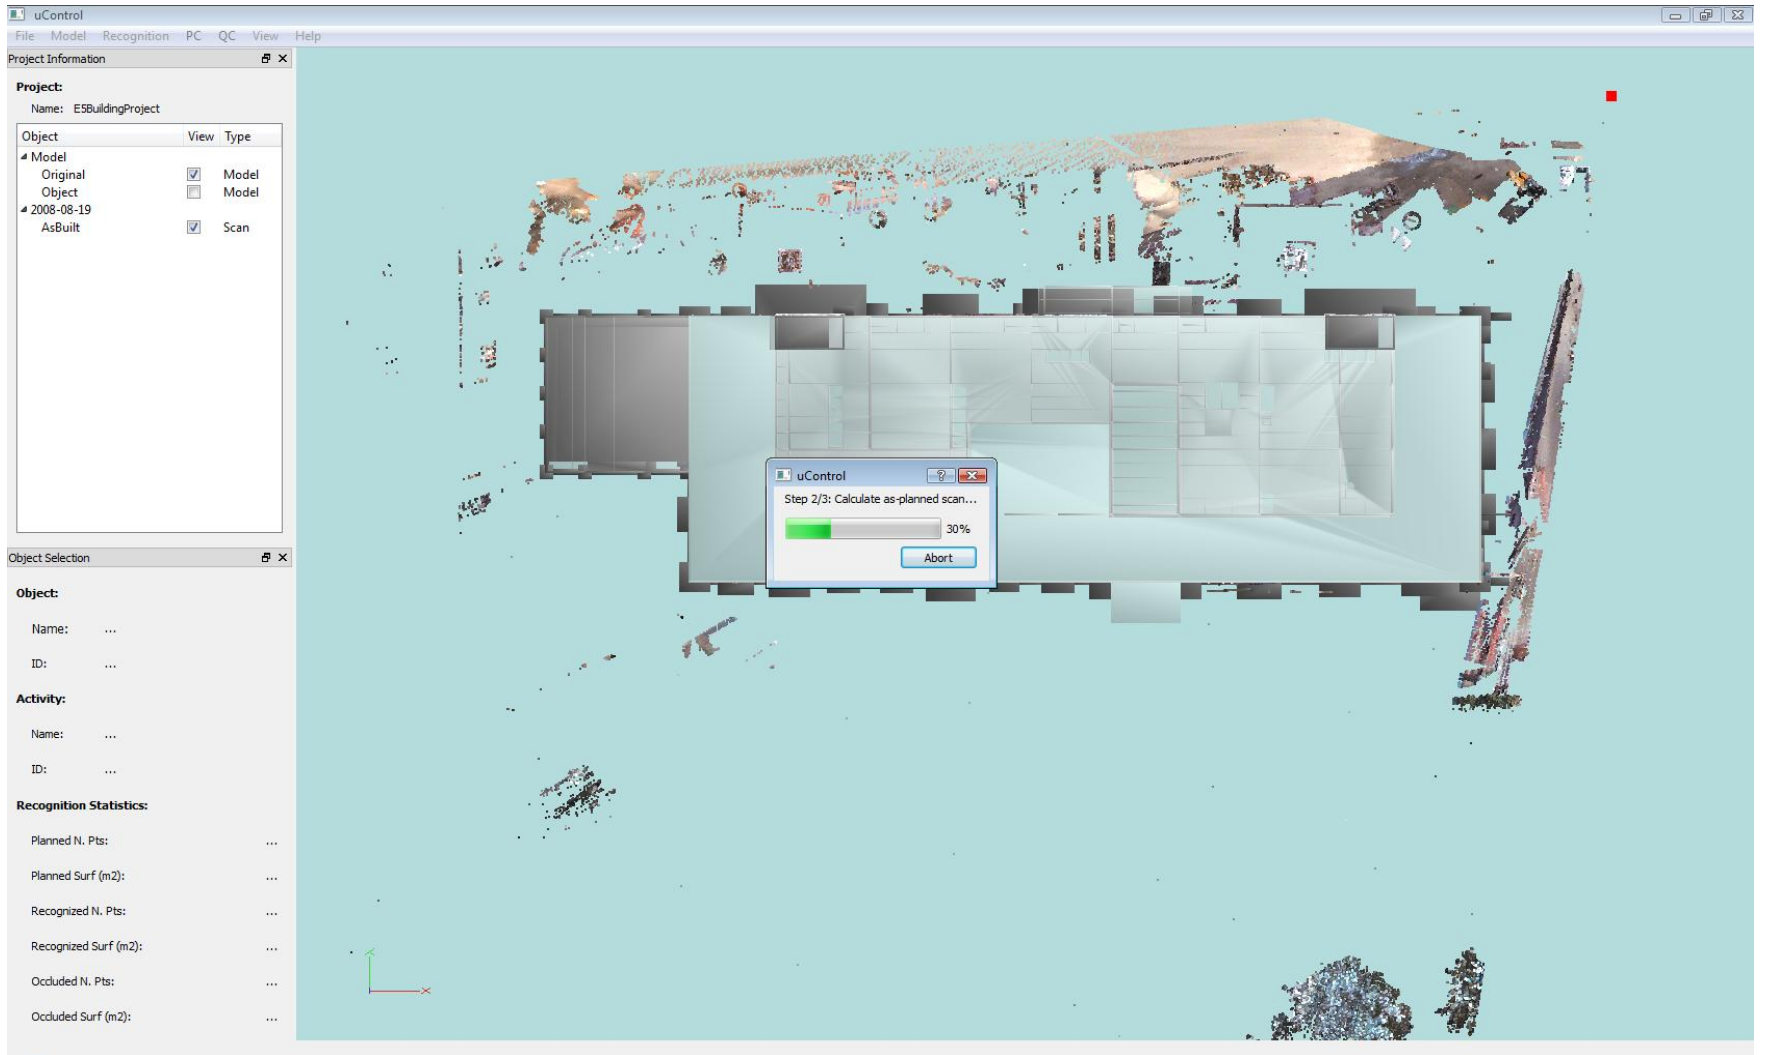 uControl
File Model Recognition PC QC View Help
Project Information
Project:
Name: E5BuildingProject
Object View Type
Model
Original Model
Object Model
2008-08-19
AsBuilt Scan
uControl
Step 2/3: Calculate as-planned scan...
30%
Abort
Object Selection
Object:
Name: ...
ID: ...
Activity:
Name: ...
ID: ...
Recognition Statistics:
Planned N. Pts: ...
Planned Surf (m2): ...
Recognized N. Pts: ...
Recognized Surf (m2): ...
Occluded N. Pts: ...
Occluded Surf (m2): ...